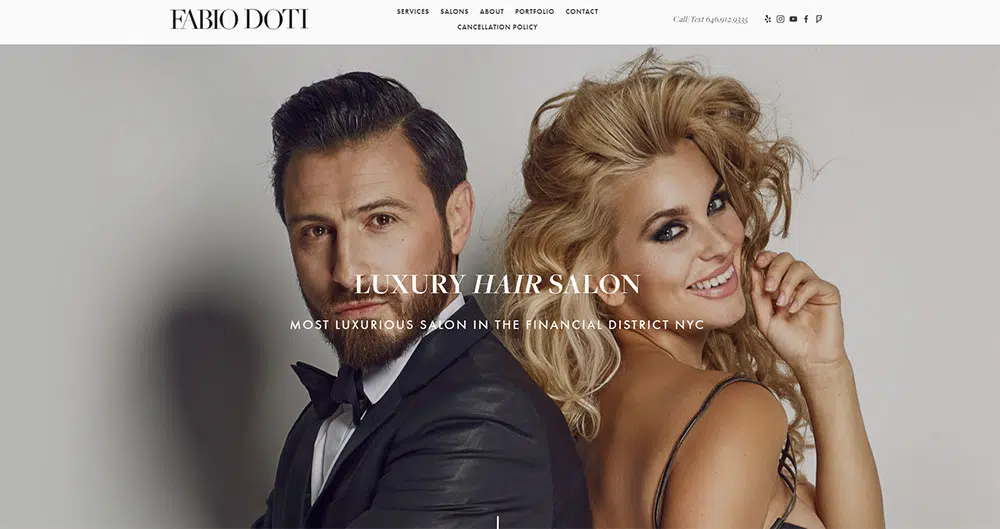 FABIO DOTI
SERVICES SALONS ABOUT PORTFOLIO CONTACT
CANCELLATION POLICY
Call/Text 646.912.9335
LUXURY HAIR SALON
MOST LUXURIOUS SALON IN THE FINANCIAL DISTRICT NYC